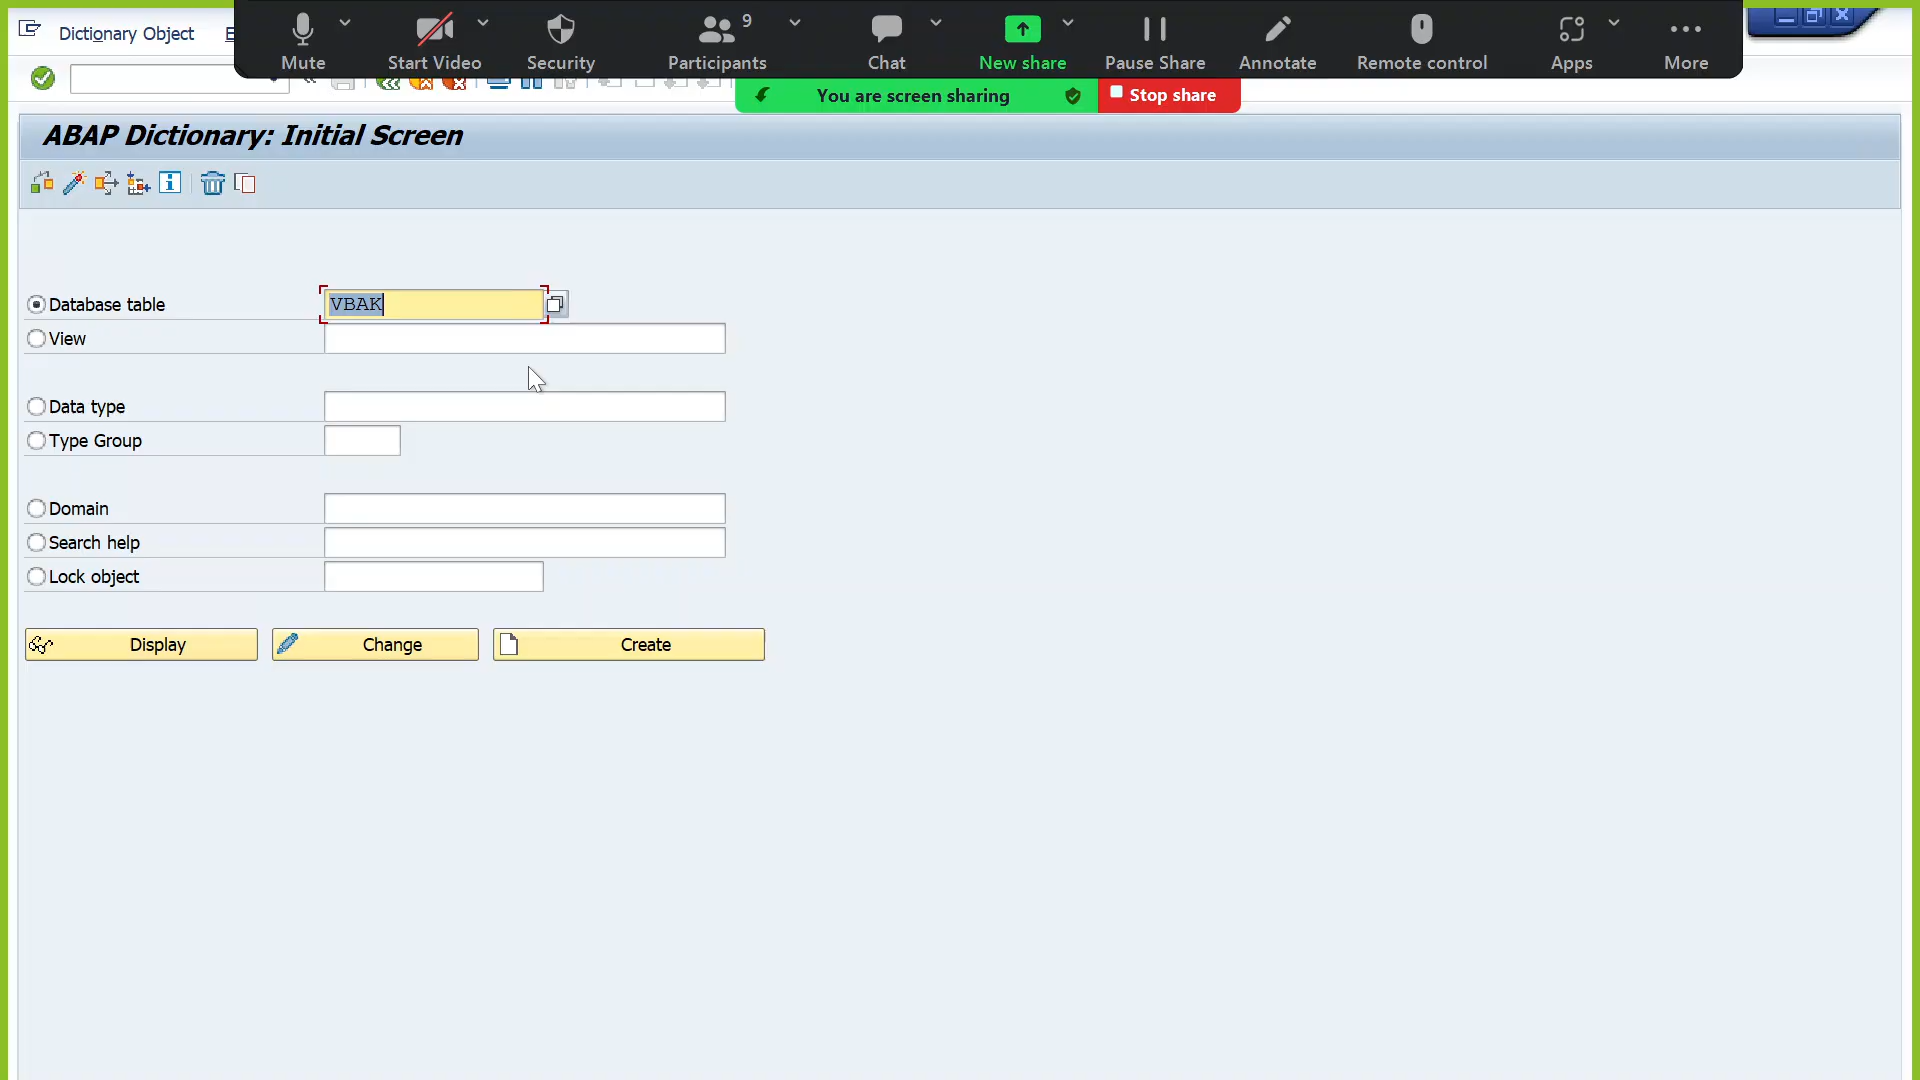 Dictionary Object E
Mute Start Video Security Participants 9 Chat New share Pause Share Annotate Remote control Apps More
You are screen sharing Stop share
ABAP Dictionary: Initial Screen
Database table VBAK
View
Data type
Type Group
Domain
Search help
Lock object
Display Change Create